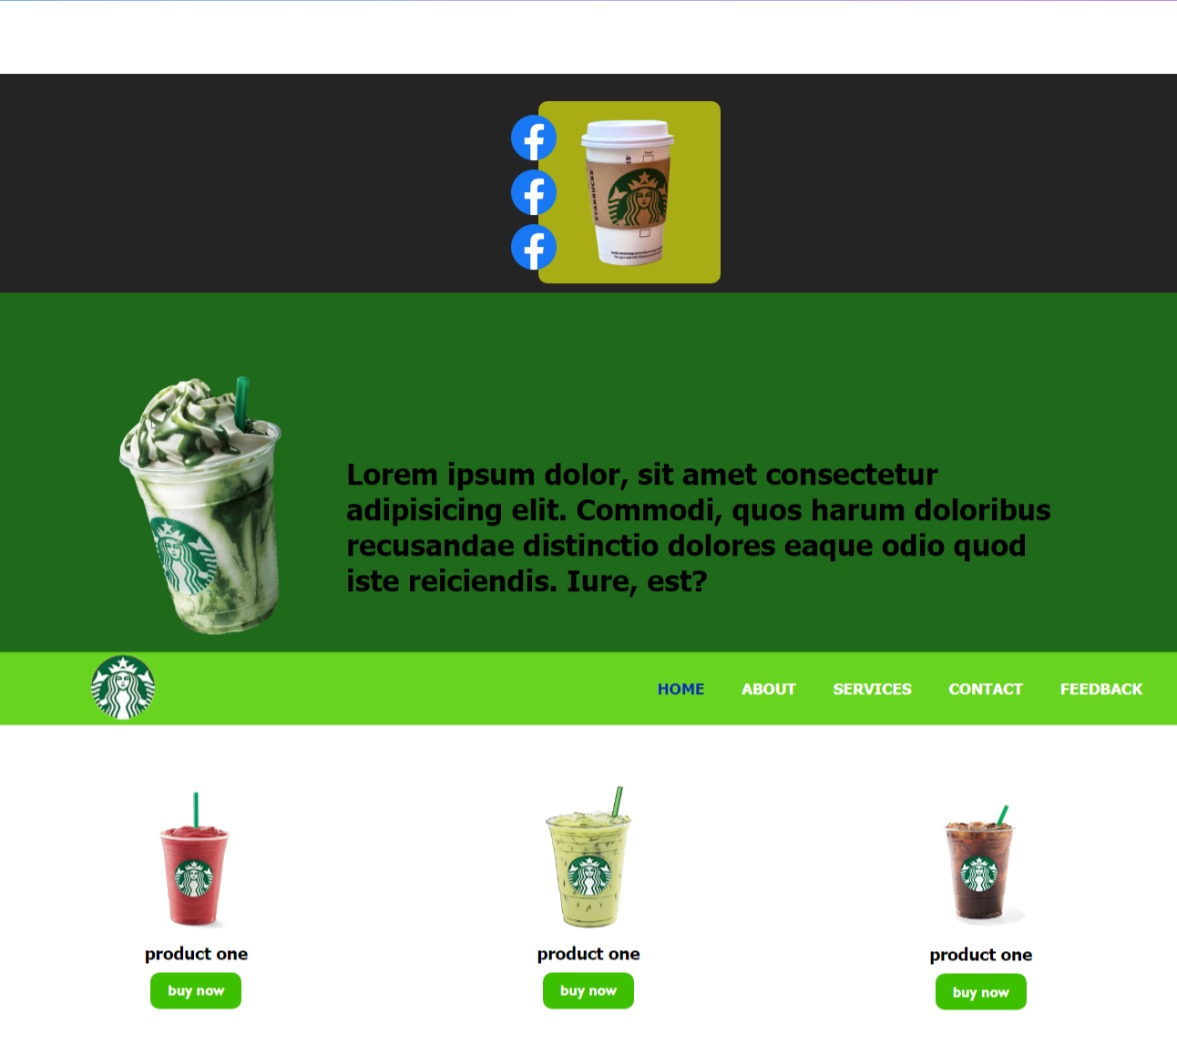 STARBUCKS
Lorem ipsum dolor, sit amet consectetur
adipisicing elit. Commodi, quos harum doloribus
recusandae distinctio dolores eaque odio quod
iste reiciendis. Iure, est?
HOME ABOUT SERVICES CONTACT FEEDBACK
product one product one product one
buy now buy now buy now